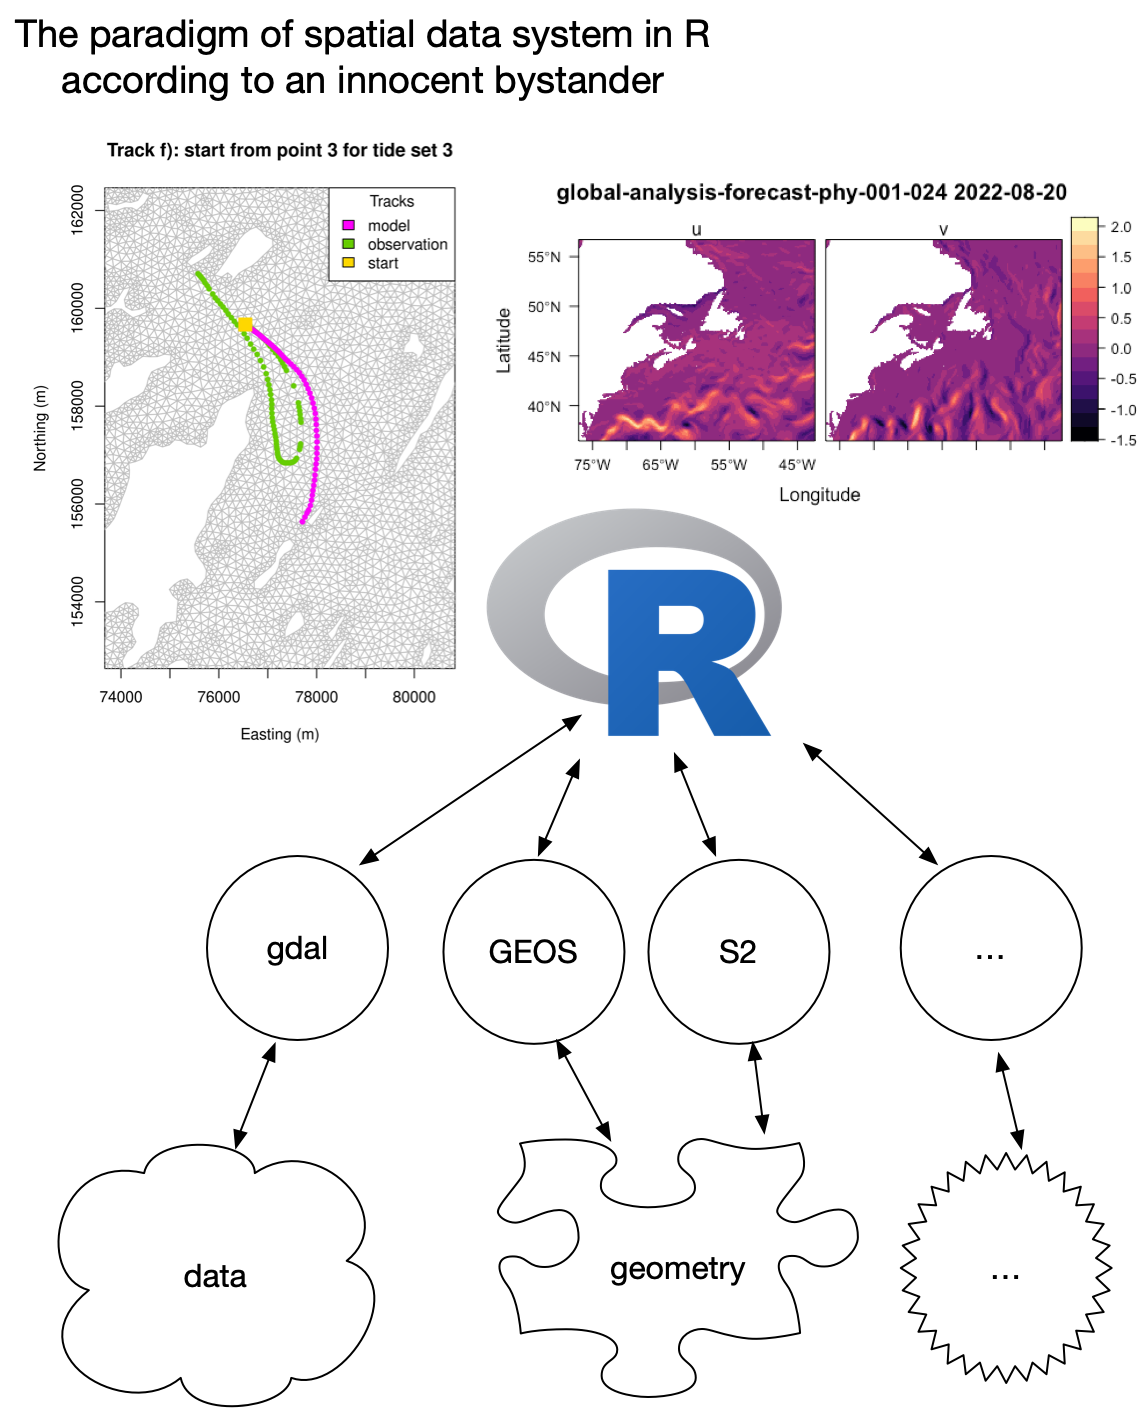 The paradigm of spatial data system in R
according to an innocent bystander
Track f): start from point 3 for tide set 3
Tracks
model
observation
start
162000
160000
158000
156000
154000
Northing (m)
74000 76000 78000 80000
Easting (m)
global-analysis-forecast-phy-001-024 2022-08-20
u v
55°N
50°N
45°N
40°N
Latitude
75°W 65°W 55°W 45°W
Longitude
2.0
1.5
1.0
0.5
0.0
-0.5
-1.0
-1.5
R
gdal GEOS S2 ...
data geometry ...